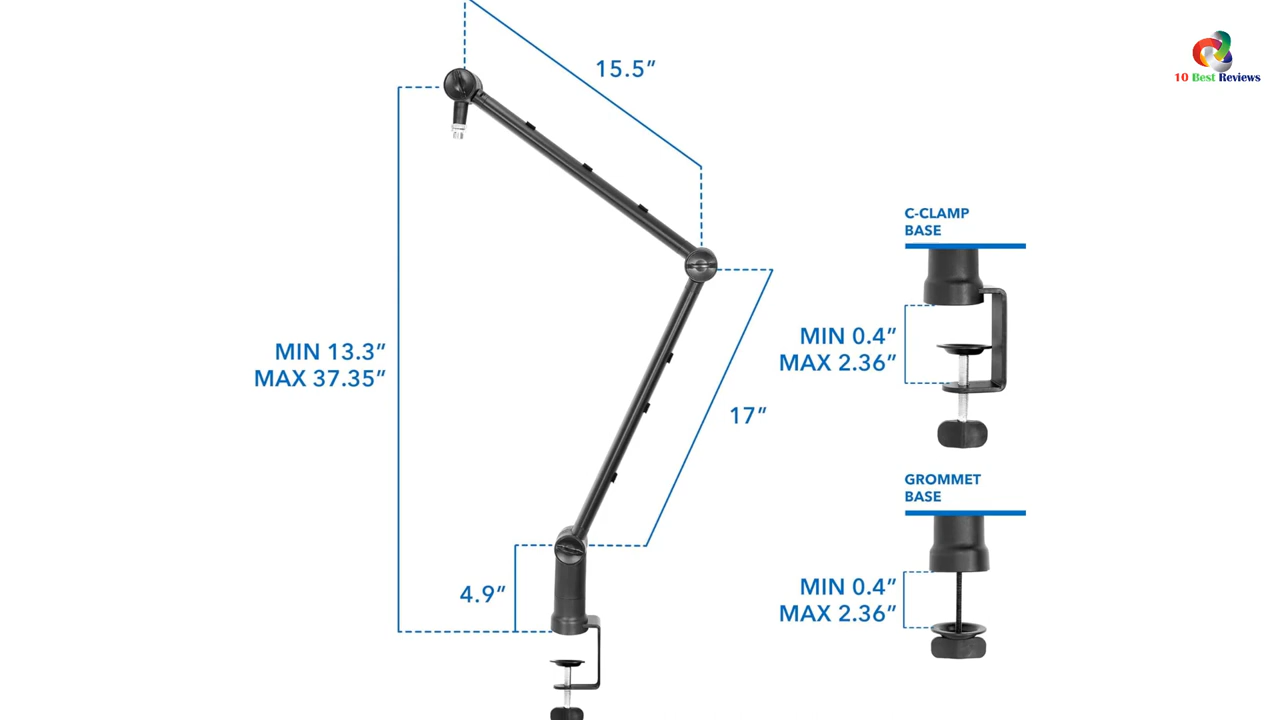 15.5”
10 Best Reviews
C-CLAMP
BASE
MIN 0.4”
MAX 2.36”
MIN 13.3”
MAX 37.35”
17”
GROMMET
BASE
4.9”
MIN 0.4”
MAX 2.36”